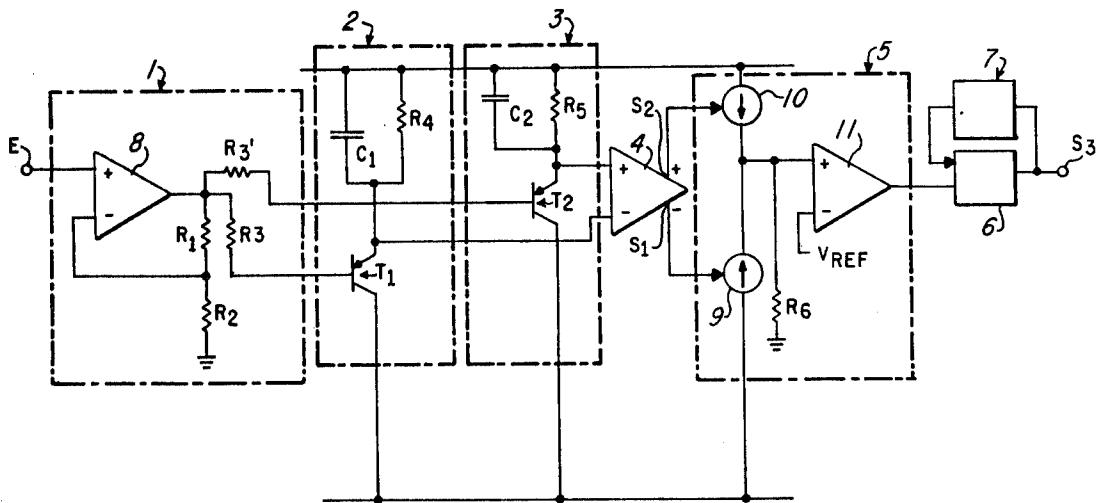 1
2
3
5
7
E
8
+
-
R3'
R1
R3
R2
C1
R4
T1
C2
R5
T2
4
+
-
S2
+
S1
-
10
9
R6
11
+
-
VREF
6
S3